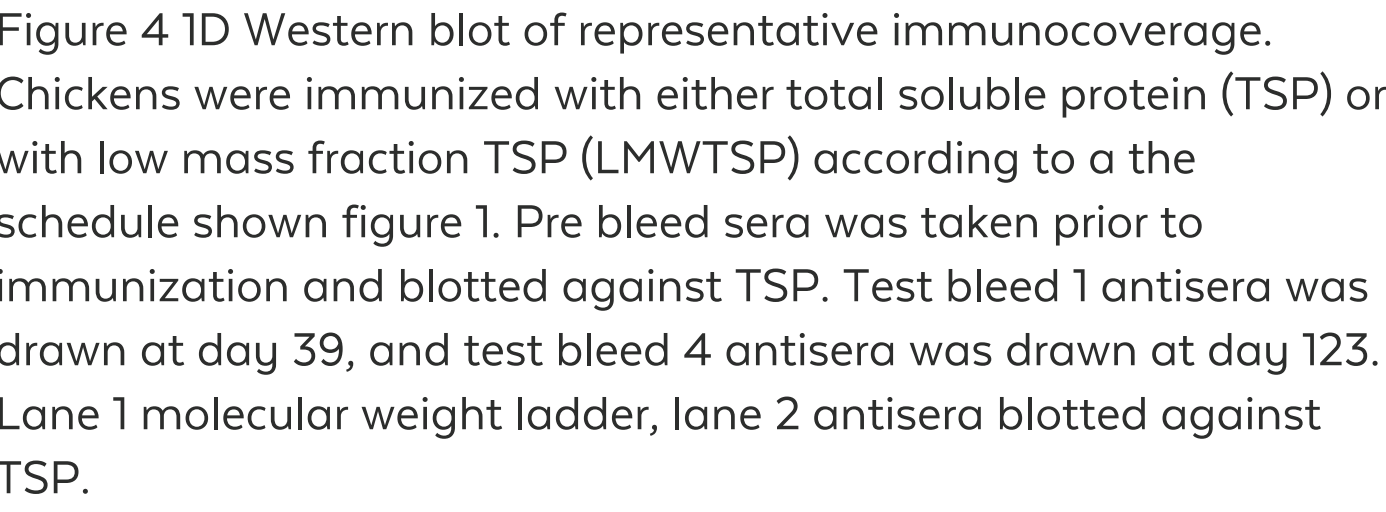 Figure 4 1D Western blot of representative immunocoverage.
Chickens were immunized with either total soluble protein (TSP) or
with low mass fraction TSP (LMWTSP) according to a the
schedule shown figure 1. Pre bleed sera was taken prior to
immunization and blotted against TSP. Test bleed 1 antisera was
drawn at day 39, and test bleed 4 antisera was drawn at day 123.
Lane 1 molecular weight ladder, lane 2 antisera blotted against
TSP.